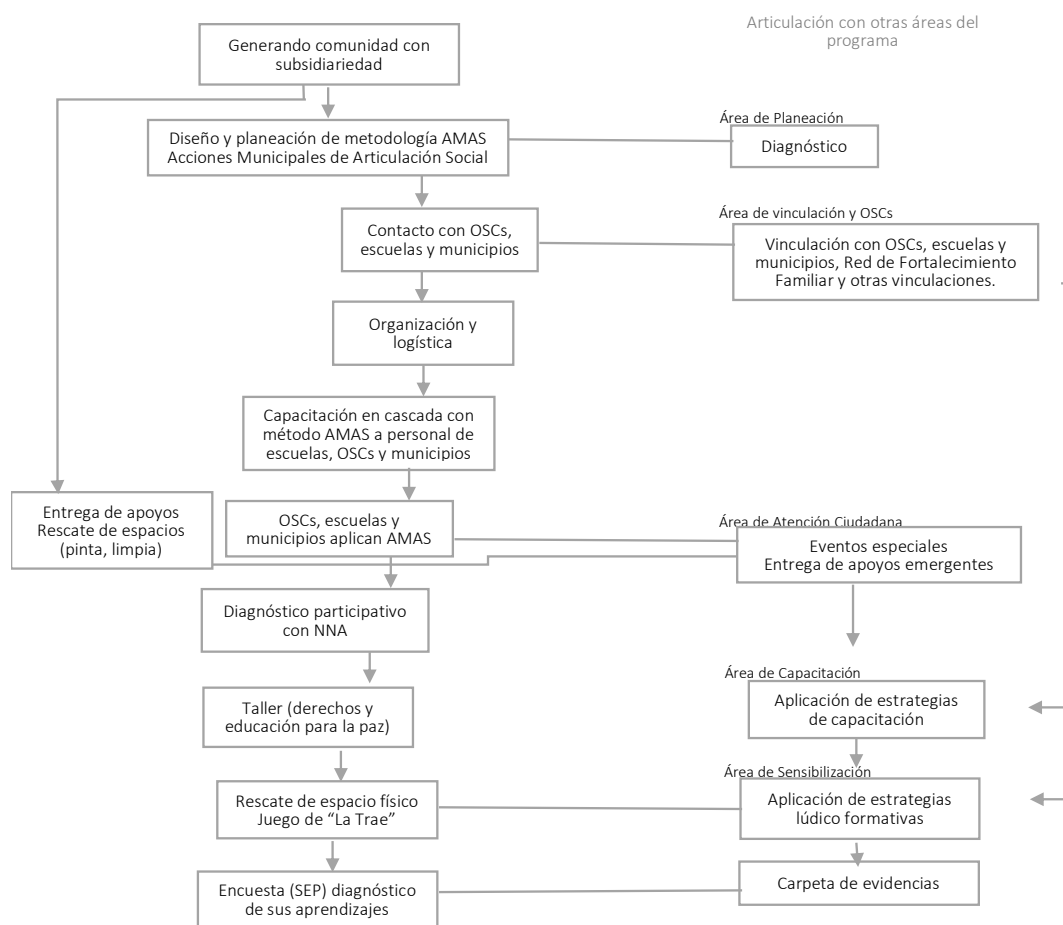 Articulación con otras áreas del
programa
Generando comunidad con
subsidiariedad
Diseño y planeación de metodología AMAS
Acciones Municipales de Articulación Social
Área de Planeación
Diagnóstico
Contacto con OSCs,
escuelas y municipios
Área de vinculación y OSCs
Vinculación con OSCs, escuelas y
municipios, Red de Fortalecimiento
Familiar y otras vinculaciones.
Organización y
logística
Capacitación en cascada con
método AMAS a personal de
escuelas, OSCs y municipios
Entrega de apoyos
Rescate de espacios
(pinta, limpia)
OSCs, escuelas y
municipios aplican AMAS
Área de Atención Ciudadana
Eventos especiales
Entrega de apoyos emergentes
Diagnóstico participativo
con NNA
Taller (derechos y
educación para la paz)
Área de Capacitación
Aplicación de estrategias
de capacitación
Rescate de espacio físico
Juego de “La Trae”
Área de Sensibilización
Aplicación de estrategias
lúdico formativas
Encuesta (SEP) diagnóstico
de sus aprendizajes
Carpeta de evidencias